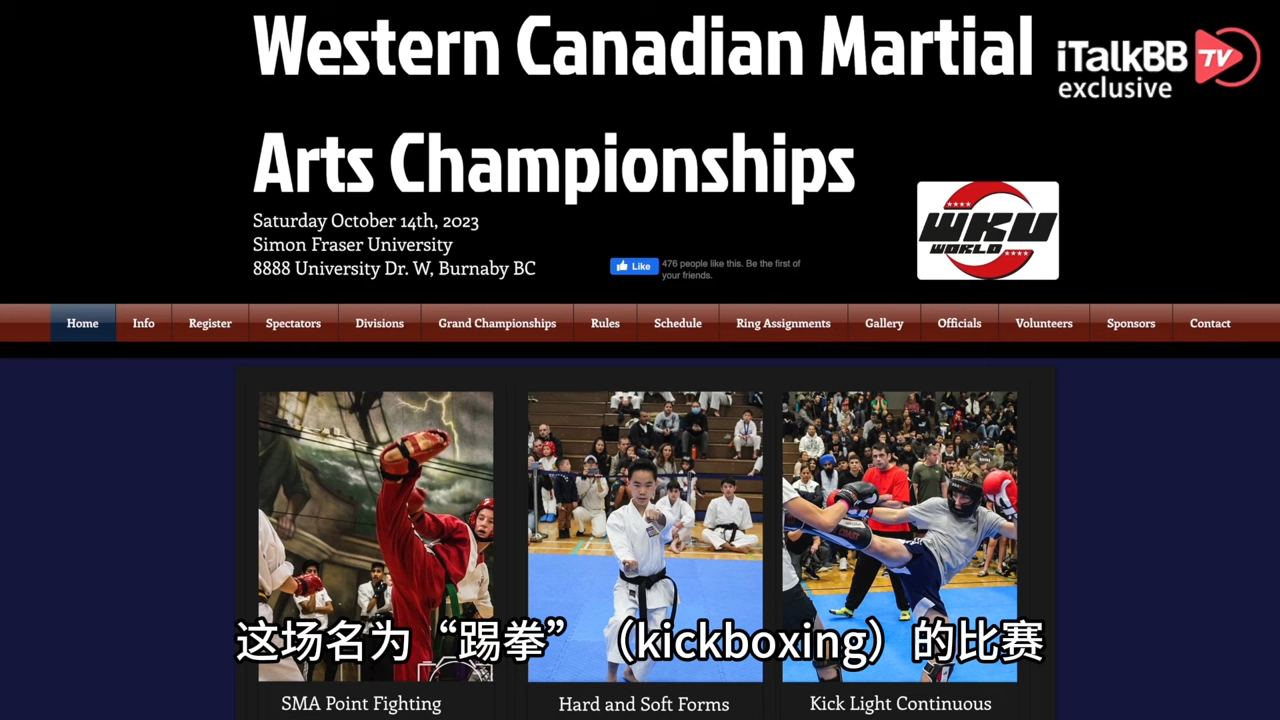 Western Canadian Martial
Arts Championships
iTalkBB TV
exclusive
Saturday October 14th, 2023
Simon Fraser University
8888 University Dr. W, Burnaby BC
Like
476 people like this. Be the first of
your friends.
WKU
WORLD
Home Info Register Spectators Divisions Grand Championships Rules Schedule Ring Assignments Gallery Officials Volunteers Sponsors Contact
这场名为“踢拳”（kickboxing）的比赛
SMA Point Fighting
Hard and Soft Forms
Kick Light Continuous